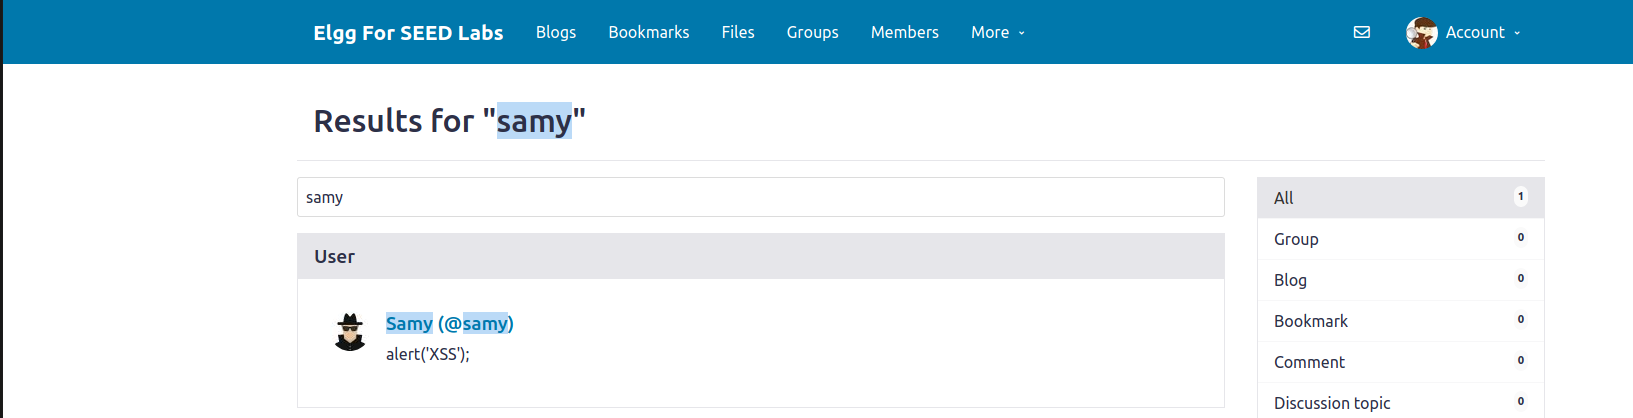 Elgg For SEED Labs Blogs Bookmarks Files Groups Members More Account
Results for "samy"
samy
User
Samy (@samy)
alert('XSS');
All 1
Group 0
Blog 0
Bookmark 0
Comment 0
Discussion topic 0